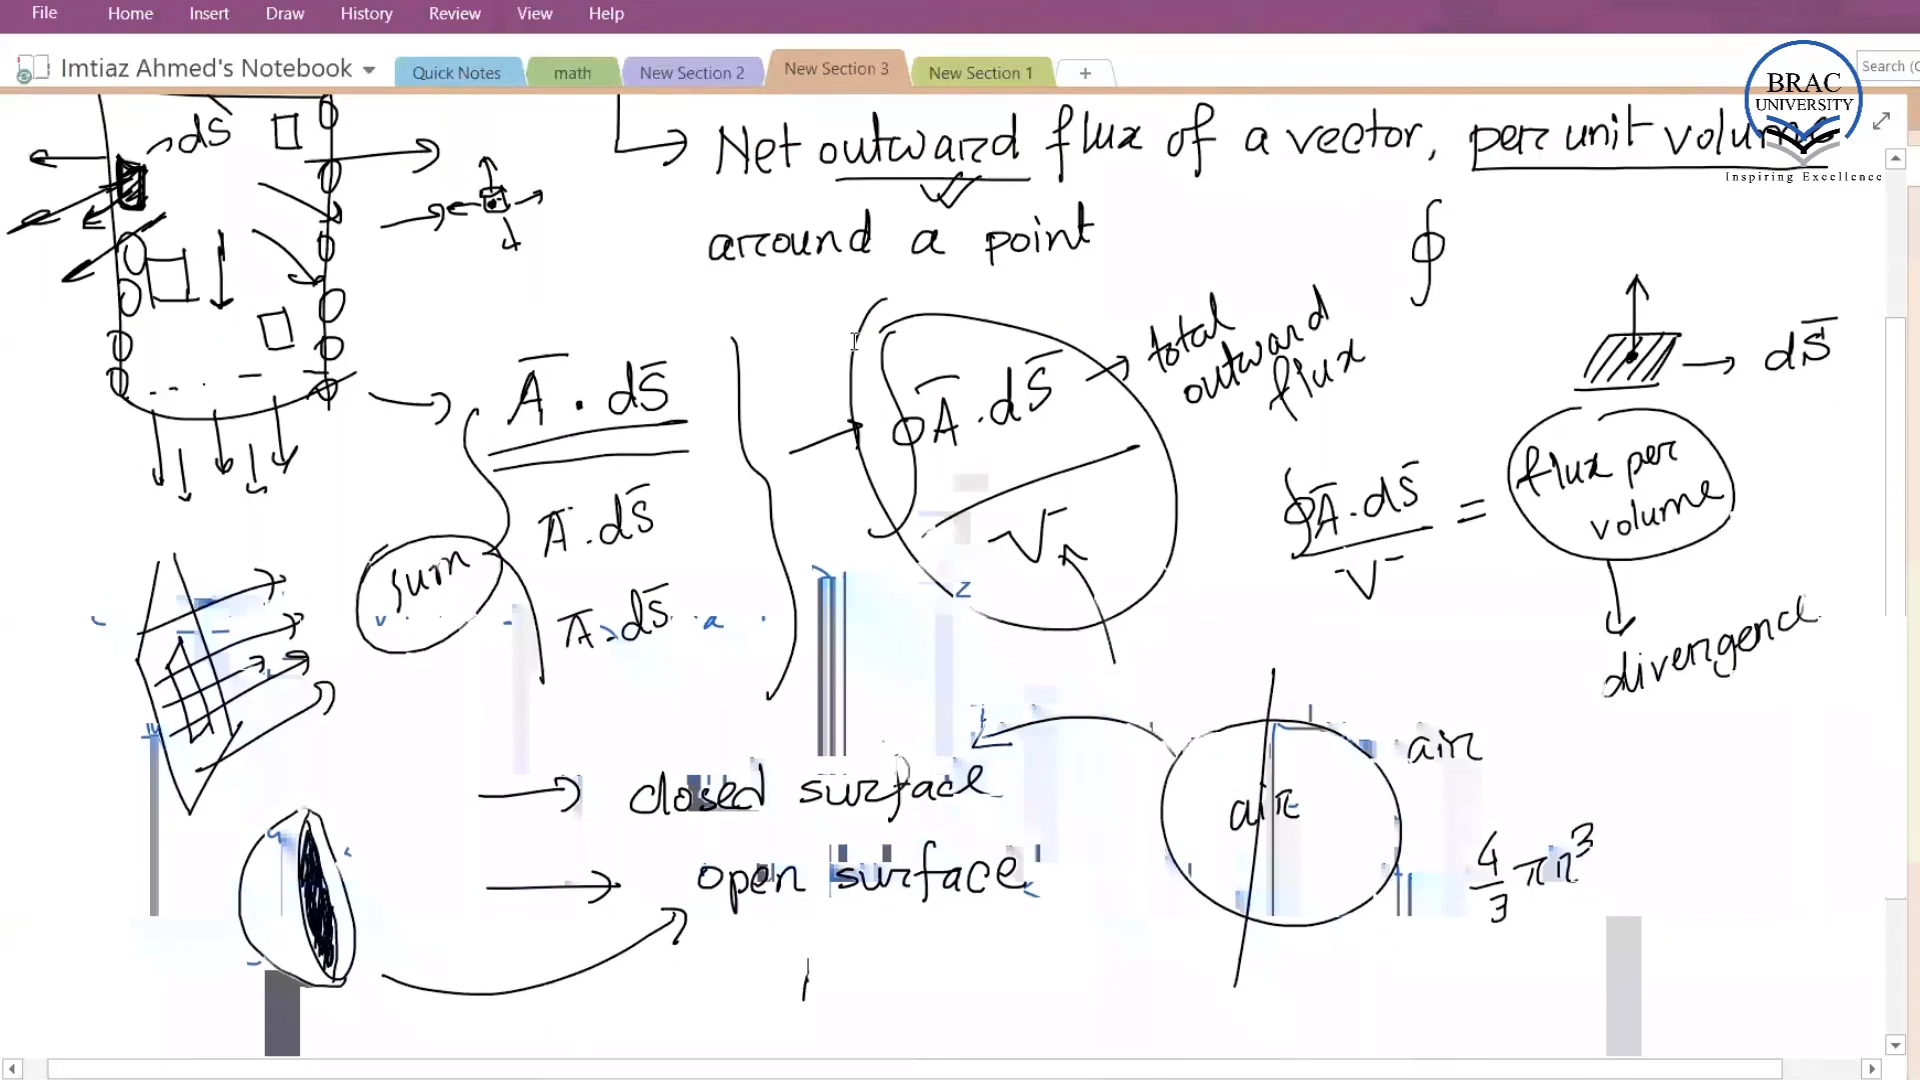 File Home Insert Draw History Review View Help
Imtiaz Ahmed's Notebook
Quick Notes
math
New Section 2
New Section 3
New Section 1
+
Search (
BRAC
UNIVERSITY
Inspiring Excellence
dS
Net outward flux of a vector, per unit volume
around a point
∮
A̅ . dS̅
A̅ . dS̅
A̅ . dS̅
sum
∮A̅ . dS̅
V
total
outward
flux
dS̅
∮A̅ . dS̅
V
=
flux per
volume
divergence
closed surface
open surface
air
air
4/3 πr³